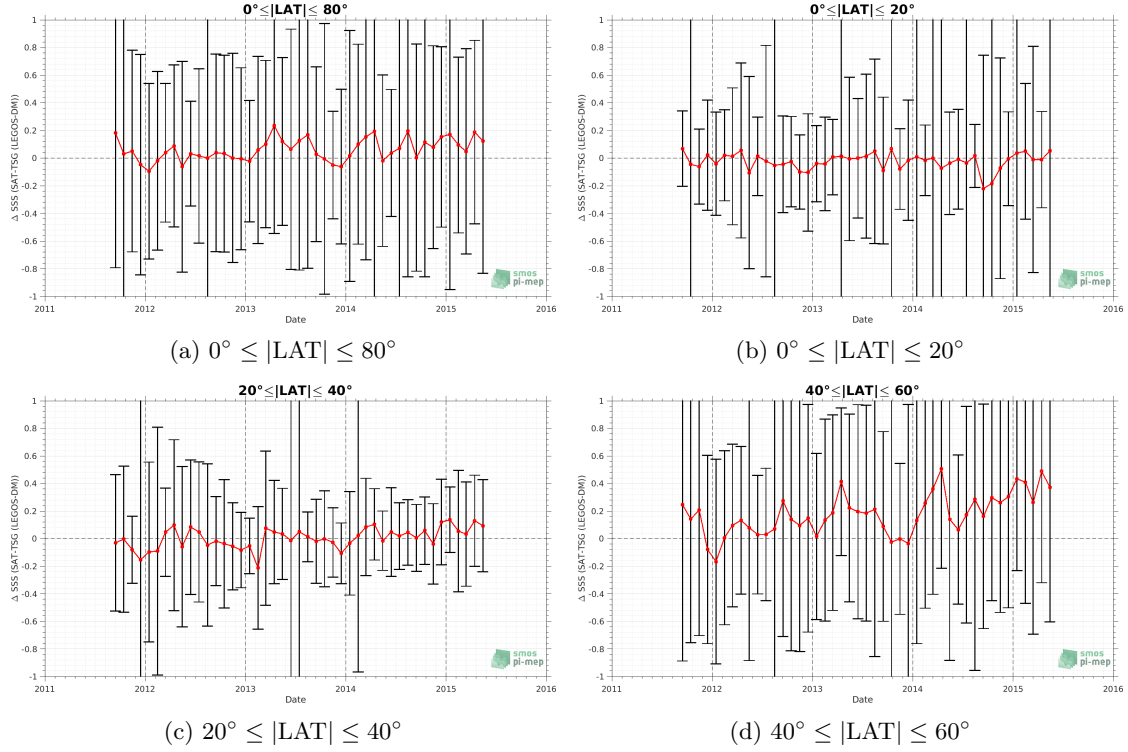 0°≤|LAT|≤ 80°
1
0.8
0.6
0.4
0.2
0
-0.2
-0.4
-0.6
-0.8
-1
Δ SSS (SAT-TSG (LEGOS-DM))
2011 2012 2013 2014 2015 2016
Date
smos
pi-mep
(a) 0° ≤ |LAT| ≤ 80°
0°≤|LAT|≤ 20°
1
0.8
0.6
0.4
0.2
0
-0.2
-0.4
-0.6
-0.8
-1
Δ SSS (SAT-TSG (LEGOS-DM))
2011 2012 2013 2014 2015 2016
Date
smos
pi-mep
(b) 0° ≤ |LAT| ≤ 20°
20°≤|LAT|≤ 40°
1
0.8
0.6
0.4
0.2
0
-0.2
-0.4
-0.6
-0.8
-1
Δ SSS (SAT-TSG (LEGOS-DM))
2011 2012 2013 2014 2015 2016
Date
smos
pi-mep
(c) 20° ≤ |LAT| ≤ 40°
40°≤|LAT|≤ 60°
1
0.8
0.6
0.4
0.2
0
-0.2
-0.4
-0.6
-0.8
-1
Δ SSS (SAT-TSG (LEGOS-DM))
2011 2012 2013 2014 2015 2016
Date
smos
pi-mep
(d) 40° ≤ |LAT| ≤ 60°